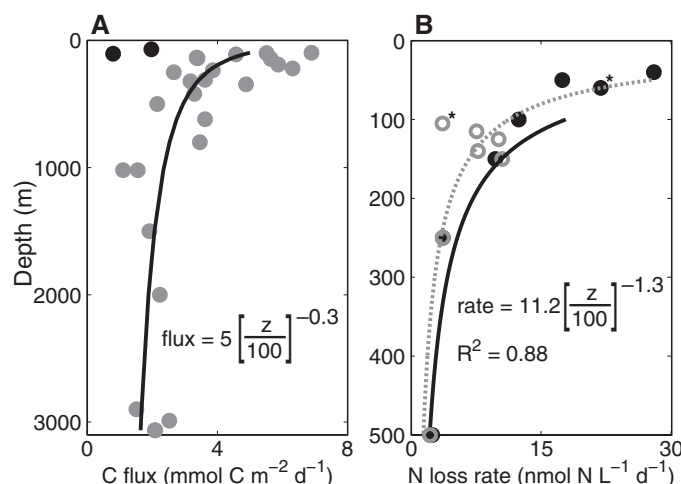 A
B
0
1000
2000
3000
Depth (m)
0
4
8
C flux (mmol C m⁻² d⁻¹)
flux = 5 [z/100]⁻⁰·³
0
100
200
300
400
500
0
15
30
N loss rate (nmol N L⁻¹ d⁻¹)
*
*
rate = 11.2 [z/100]⁻¹·³
R² = 0.88